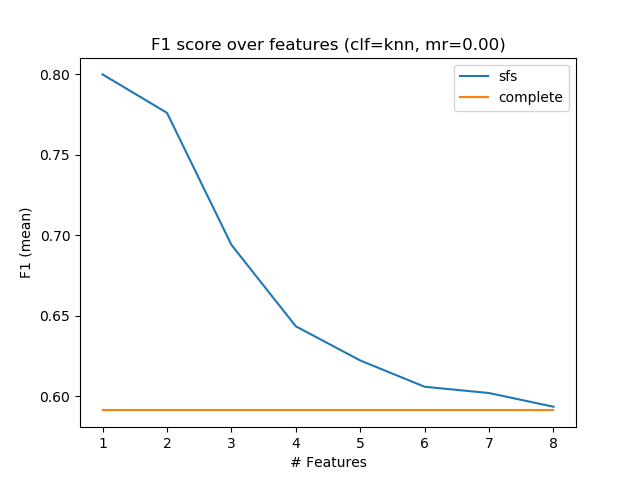 F1 score over features (clf=knn, mr=0.00)
sfs
complete
0.80
0.75
0.70
0.65
0.60
F1 (mean)
1 2 3 4 5 6 7 8
# Features